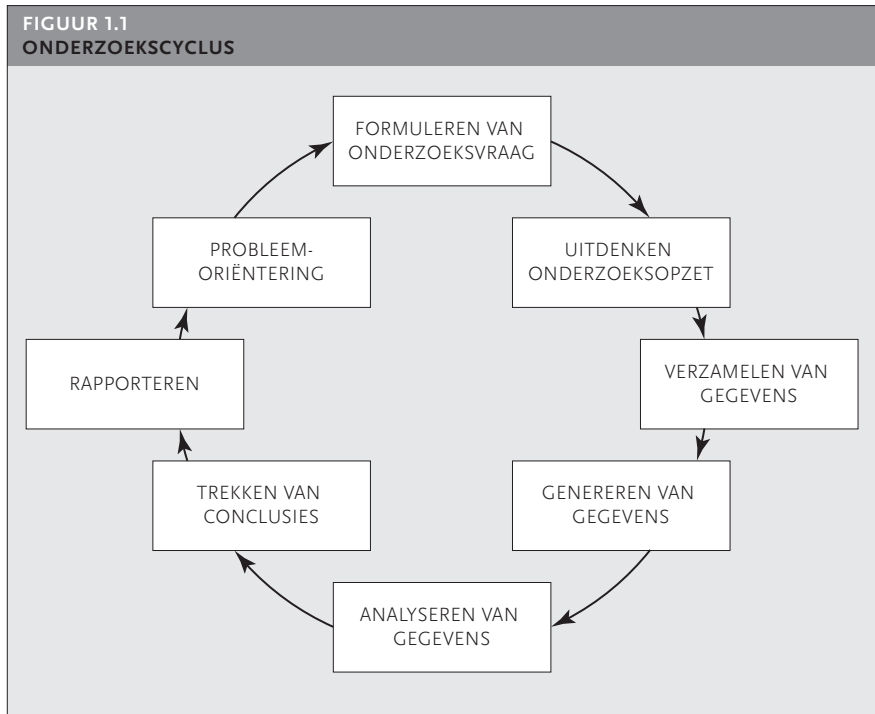 FIGUUR 1.1
ONDERZOEKSCYCLUS
FORMULEREN VAN
ONDERZOEKSVRAAG
PROBLEEM-
ORIËNTERING
UITDENKEN
ONDERZOEKSOPZET
RAPPORTEREN
VERZAMELEN VAN
GEGEVENS
TREKKEN VAN
CONCLUSIES
GENEREREN VAN
GEGEVENS
ANALYSEREN VAN
GEGEVENS